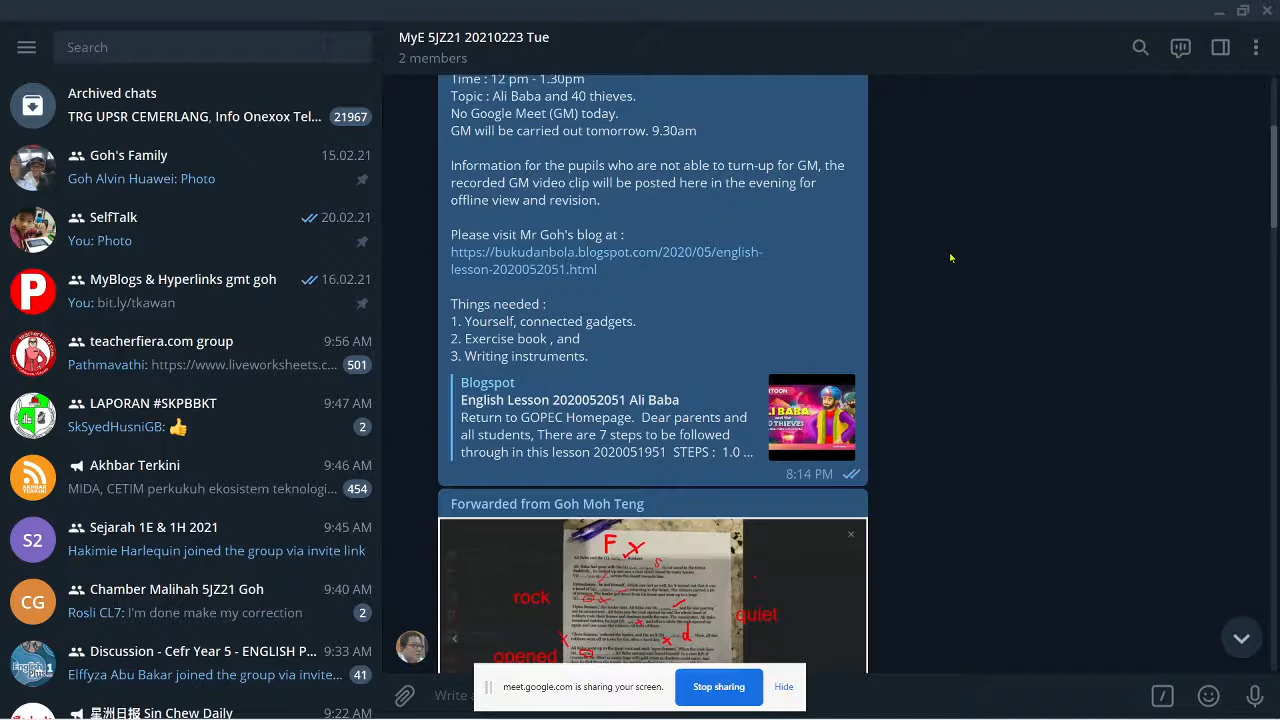 Search
Archived chats
TRG UPSR CEMERLANG, Info Onexox Tel...
21967
Goh's Family
15.02.21
Goh Alvin Huawei: Photo
SelfTalk
20.02.21
You: Photo
MyBlogs & Hyperlinks gmt goh
16.02.21
You: bit.ly/tkawan
teacherfiera.com group
9:56 AM
Pathmavathi: https://www.liveworksheets.c...
501
LAPORAN #SKPBBKT
9:47 AM
SkSyedHusniGB: 👍
2
Akhbar Terkini
9:46 AM
MIDA, CETIM perkukuh ekosistem teknologi...
454
S2
Sejarah 1E & 1H 2021
9:45 AM
Hakimie Harlequin joined the group via invite link
CG
Chamber Malihah 5J/Z21 Goh
9:44 AM
Rosli CL7: I'm done make my correction
2
Discussion - Cefr Year 5 - ENGLISH P...
9:33 AM
Elffyza Abu Bakar joined the group via invite...
41
星洲日报 Sin Chew Daily
9:22 AM
MyE 5JZ21 20210223 Tue
2 members
Time : 12 pm - 1.30pm
Topic : Ali Baba and 40 thieves.
No Google Meet (GM) today.
GM will be carried out tomorrow. 9.30am
Information for the pupils who are not able to turn-up for GM, the
recorded GM video clip will be posted here in the evening for
offline view and revision.
Please visit Mr Goh's blog at :
https://bukudanbola.blogspot.com/2020/05/english-
lesson-2020052051.html
Things needed :
1. Yourself, connected gadgets.
2. Exercise book , and
3. Writing instruments.
Blogspot
English Lesson 2020052051 Ali Baba
Return to GOPEC Homepage. Dear parents and
all students, There are 7 steps to be followed
through in this lesson 2020051951 STEPS : 1.0 ...
8:14 PM
Forwarded from Goh Moh Teng
F
rock
quiet
d
opened
Write
meet.google.com is sharing your screen.
Stop sharing
Hide